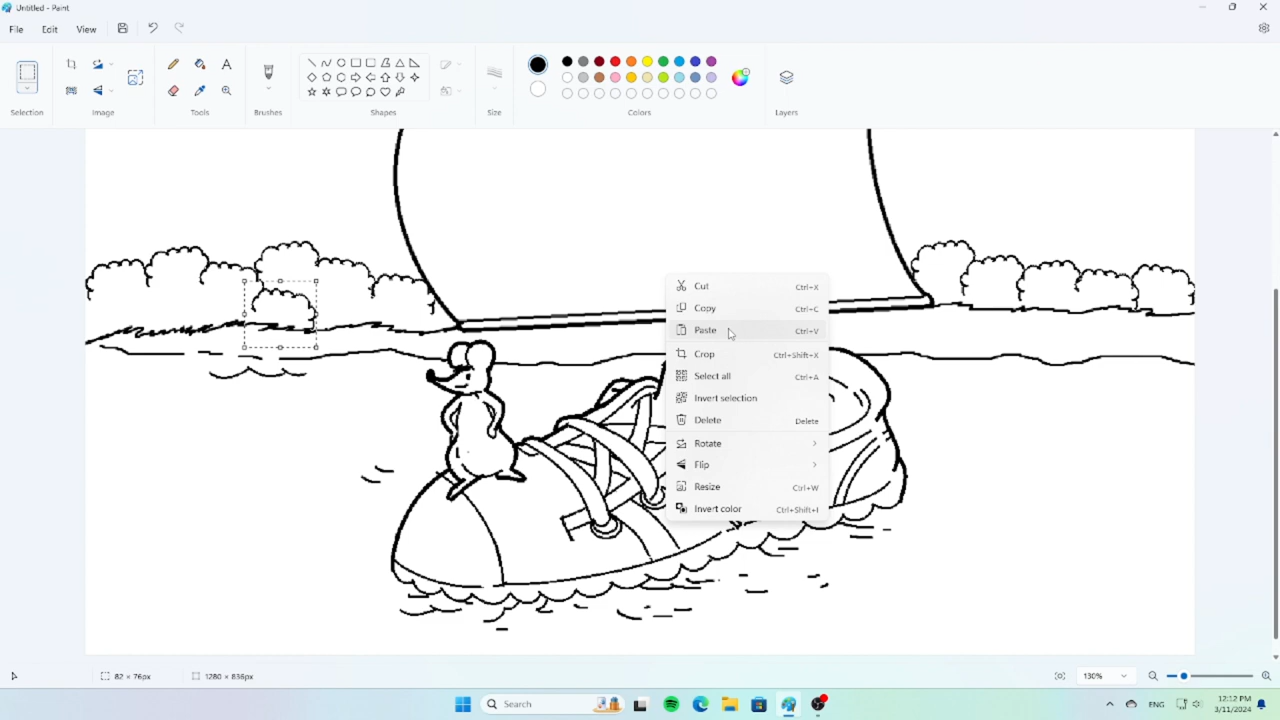 Untitled - Paint
File Edit View
Selection Image Tools Brushes Shapes Size Colors Layers
Cut Ctrl+X
Copy Ctrl+C
Paste Ctrl+V
Crop Ctrl+Shift+X
Select all Ctrl+A
Invert selection
Delete Delete
Rotate
Flip
Resize Ctrl+W
Invert color Ctrl+Shift+I
82 × 76px 1280 × 836px 130%
Search ENG 12:12 PM
3/11/2024